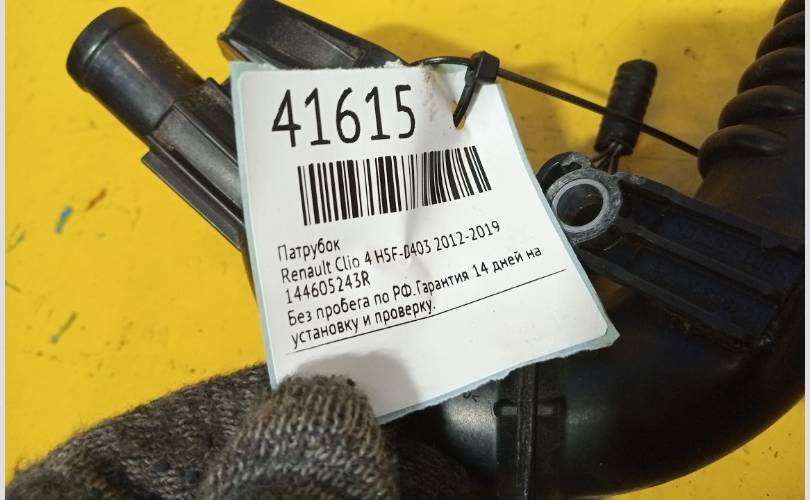 41615
Патрубок
Renault Clio 4 H5F-D403 2012-2019
144605243R
Без пробега по РФ.Гарантия 14 дней на
установку и проверку.